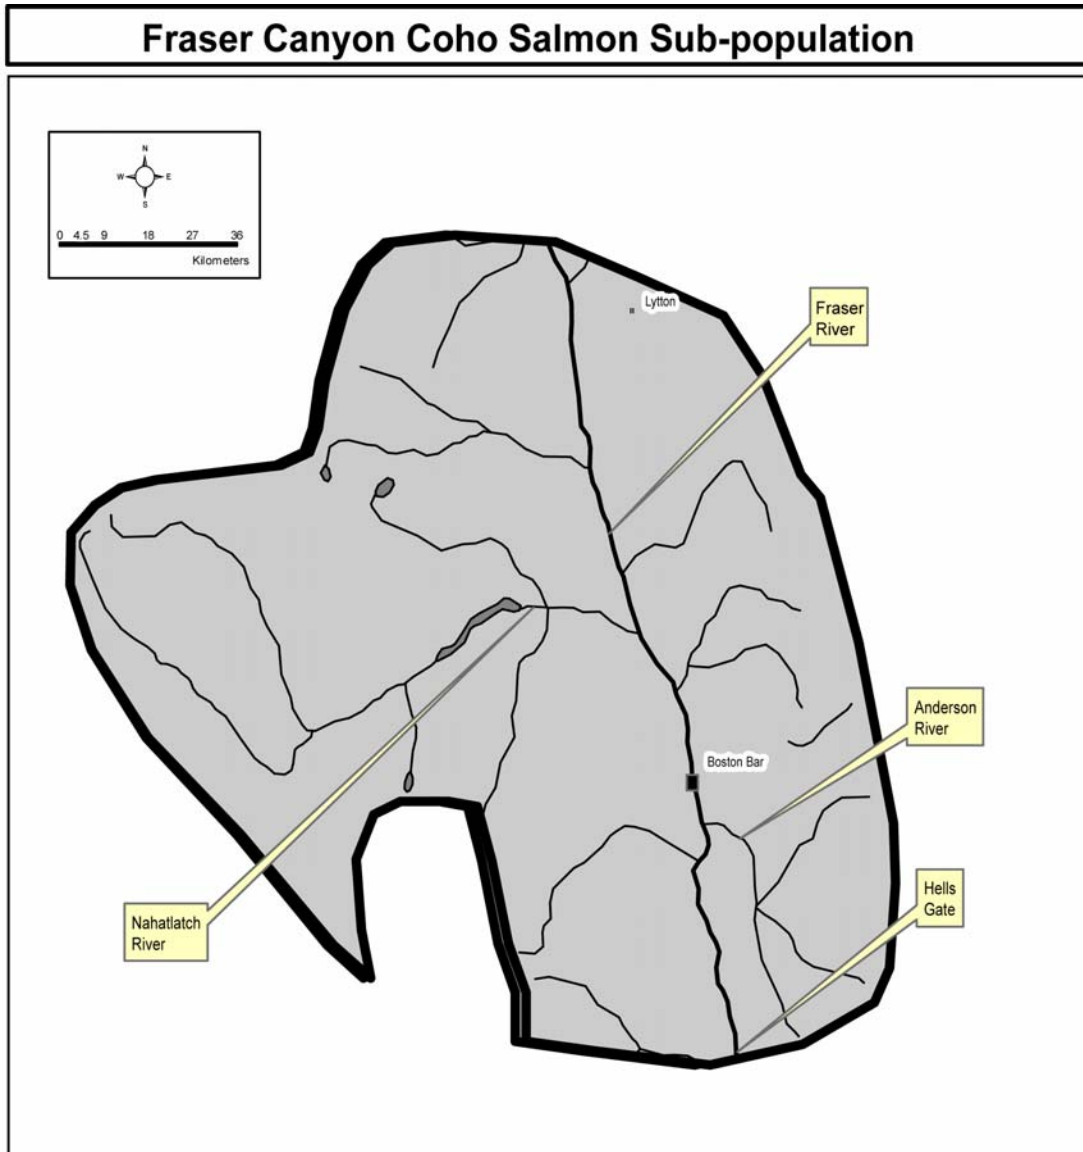 Fraser Canyon Coho Salmon Sub-population
N
W E
S
0 4.5 9 18 27 36
Kilometers
Lytton
Fraser
River
Anderson
River
Boston Bar
Hells
Gate
Nahatlatch
River